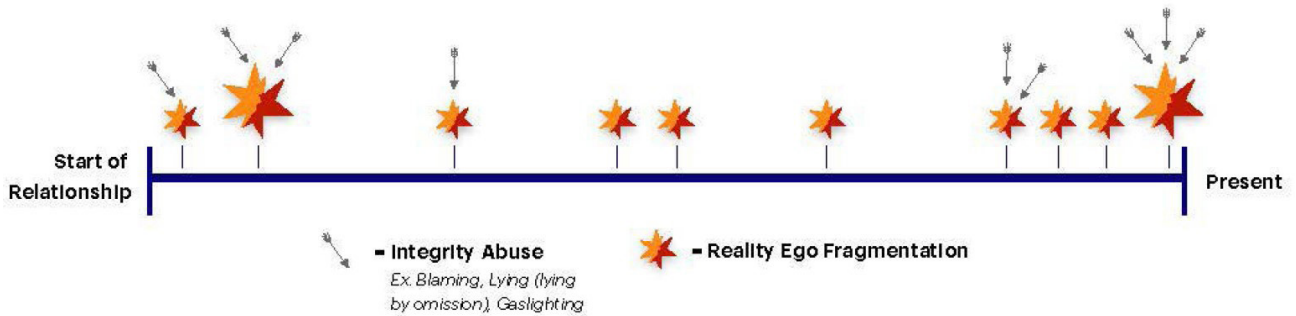 Start of
Relationship
Present
- Integrity Abuse
Ex. Blaming, Lying (lying
by omission), Gaslighting
- Reality Ego Fragmentation